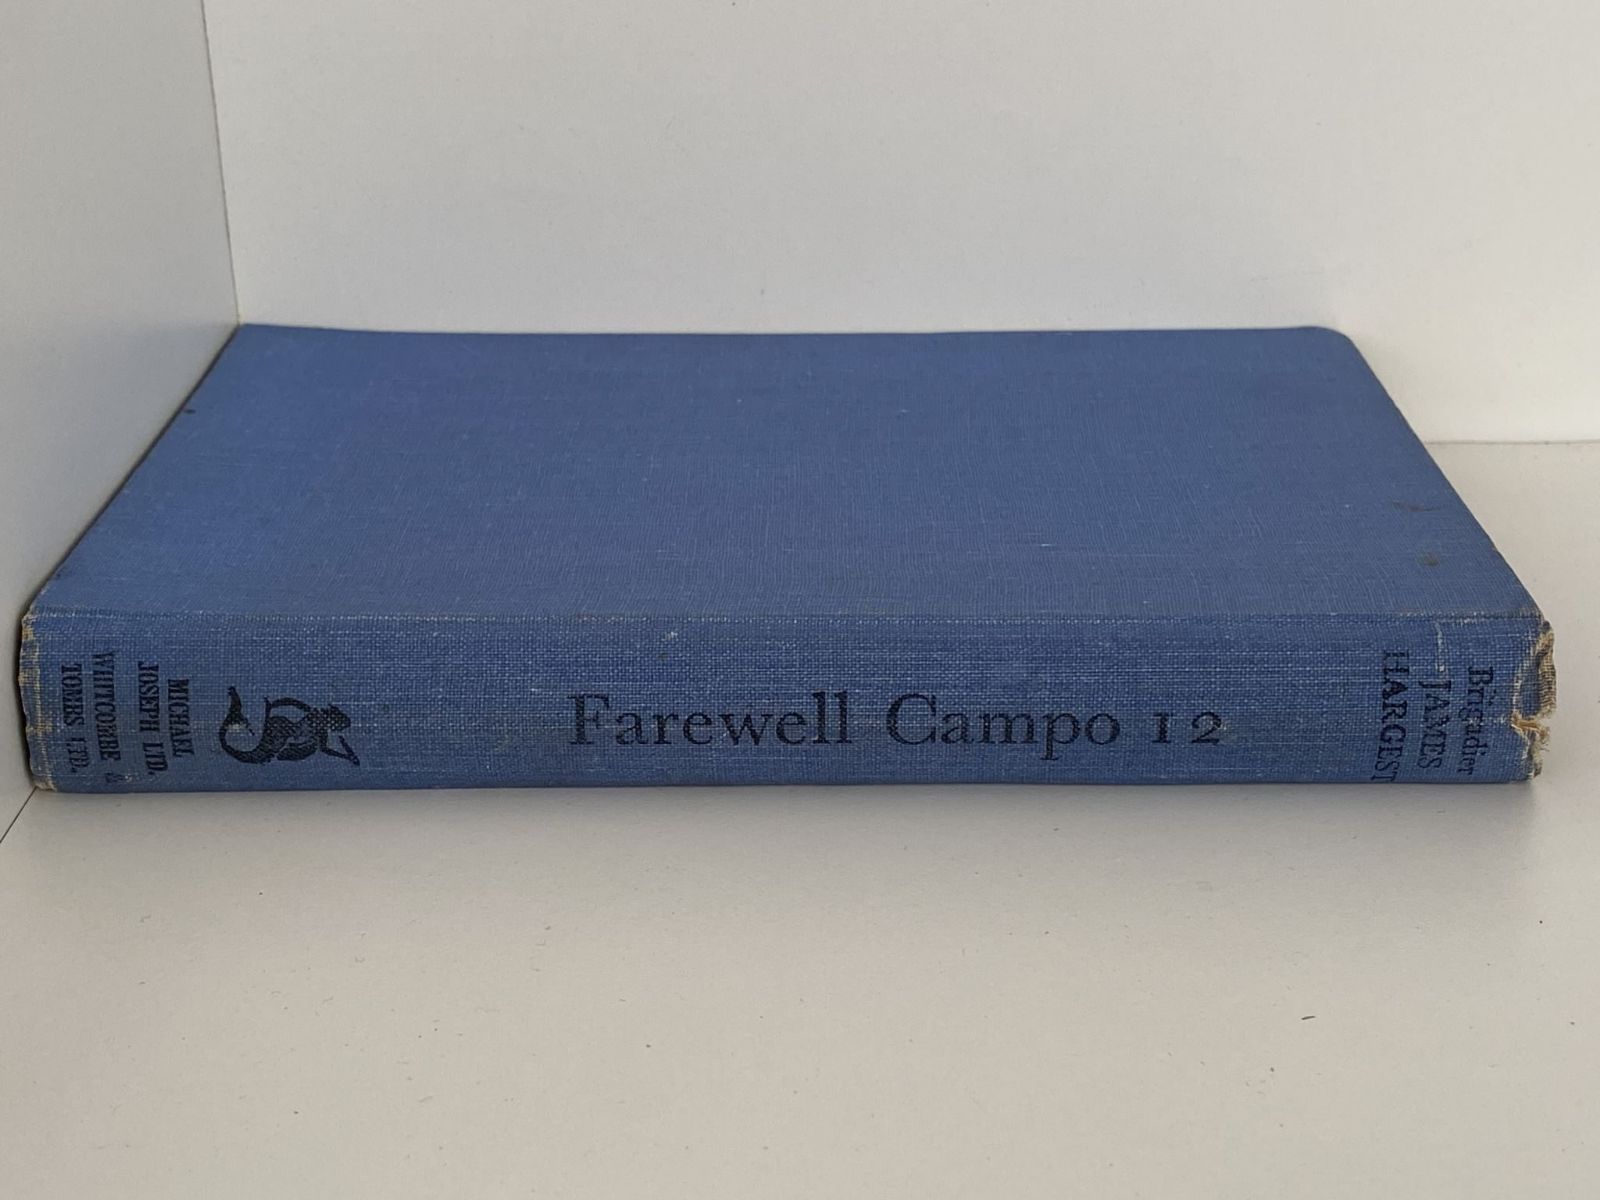 Brigadier
JAMES
HARGEST
Farewell Campo 12
MICHAEL
JOSEPH LTD.
WHITCOMBE &
TOMBS LTD.